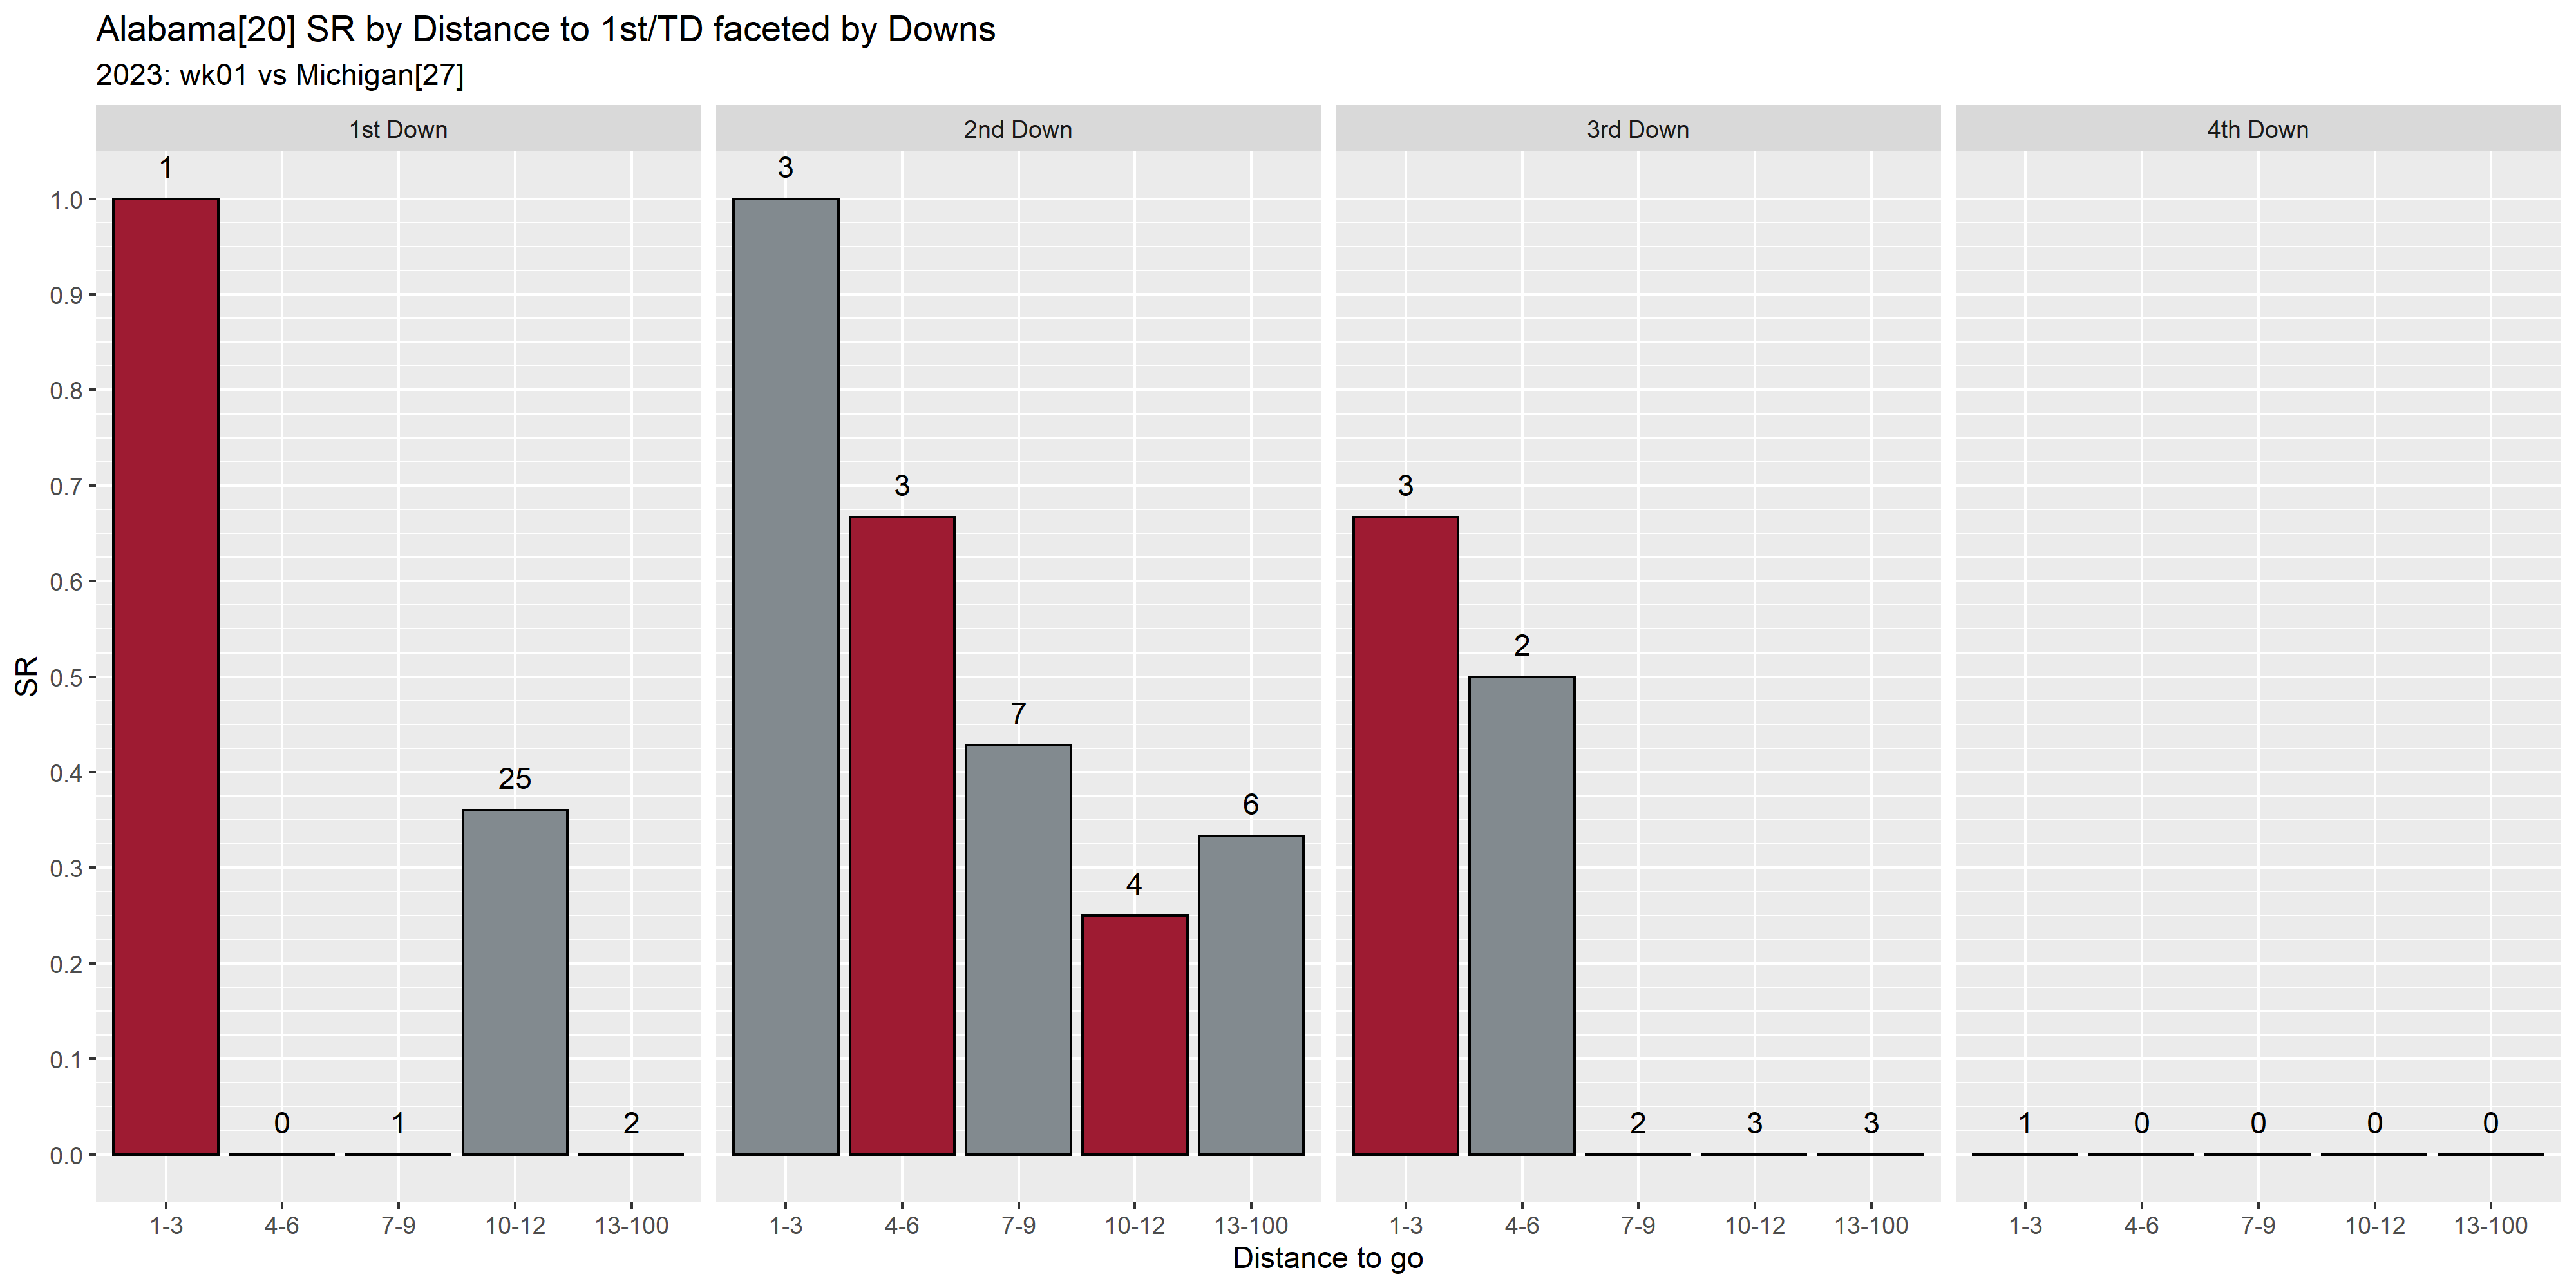 Alabama[20] SR by Distance to 1st/TD faceted by Downs
2023: wk01 vs Michigan[27]
1st Down 2nd Down 3rd Down 4th Down
SR
1.0
0.9
0.8
0.7
0.6
0.5
0.4
0.3
0.2
0.1
0.0
1 0 1 25 2
3 3 7 4 6
3 2 2 3 3
1 0 0 0 0
1-3 4-6 7-9 10-12 13-100 1-3 4-6 7-9 10-12 13-100 1-3 4-6 7-9 10-12 13-100 1-3 4-6 7-9 10-12 13-100
Distance to go